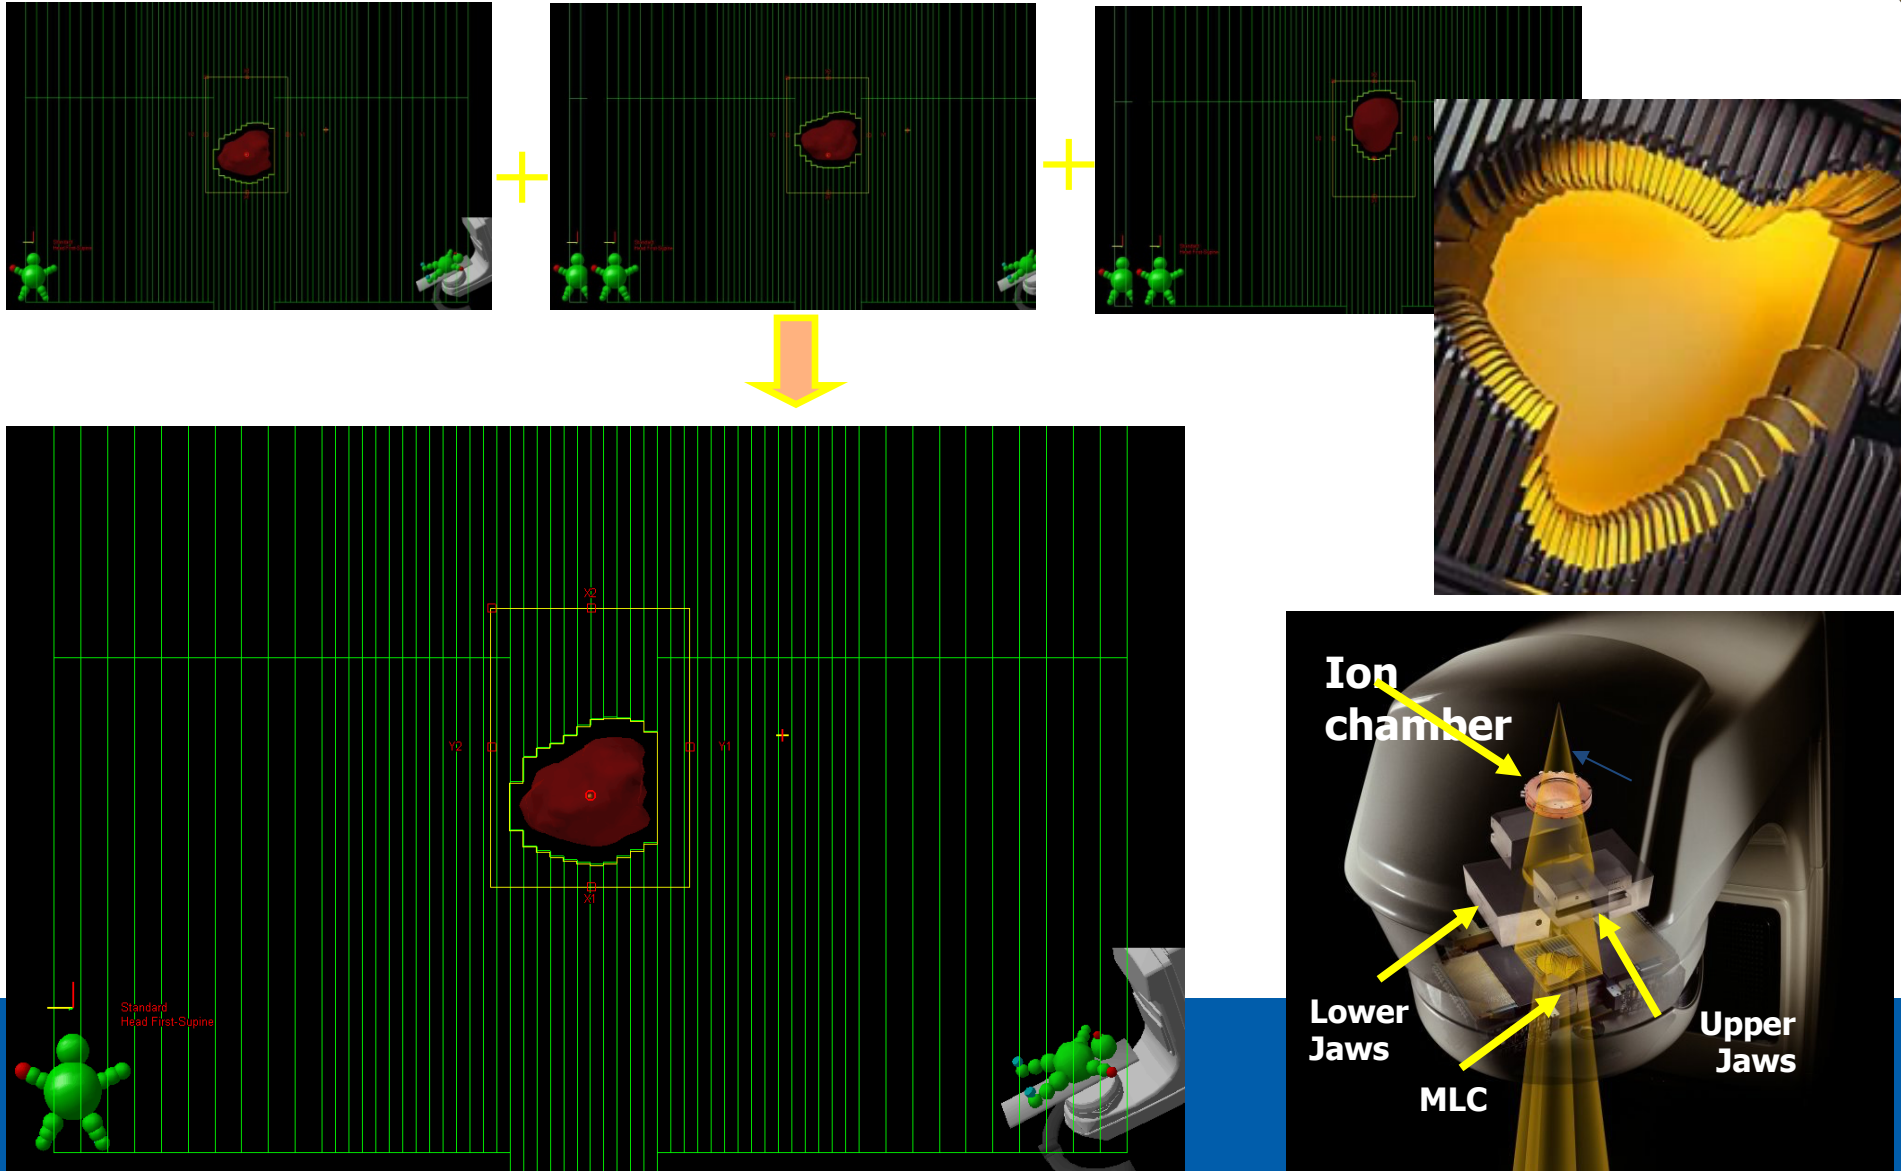 X2
Y2
Y1
X1
Standard
Head First-Supine
Ion
chamber
Lower
Jaws
Upper
Jaws
MLC